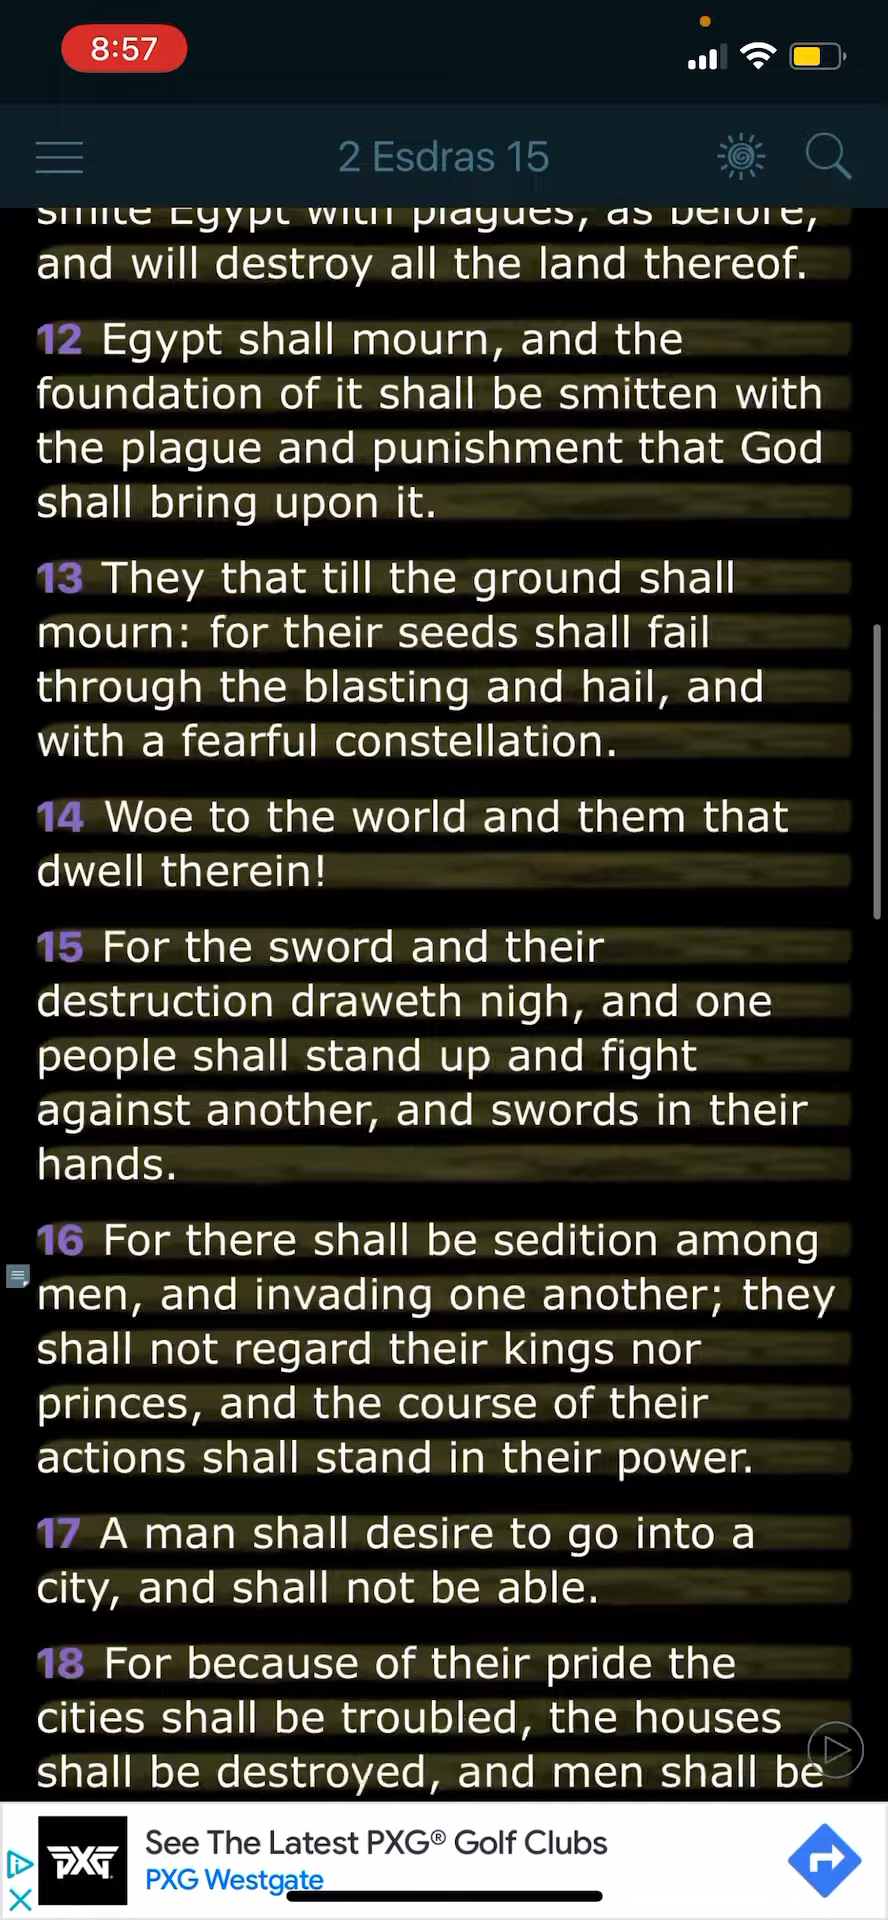 8:57
2 Esdras 15
smite Egypt with plagues, as before,
and will destroy all the land thereof.
12 Egypt shall mourn, and the
foundation of it shall be smitten with
the plague and punishment that God
shall bring upon it.
13 They that till the ground shall
mourn: for their seeds shall fail
through the blasting and hail, and
with a fearful constellation.
14 Woe to the world and them that
dwell therein!
15 For the sword and their
destruction draweth nigh, and one
people shall stand up and fight
against another, and swords in their
hands.
16 For there shall be sedition among
men, and invading one another; they
shall not regard their kings nor
princes, and the course of their
actions shall stand in their power.
17 A man shall desire to go into a
city, and shall not be able.
18 For because of their pride the
cities shall be troubled, the houses
shall be destroyed, and men shall be
PXG
See The Latest PXG® Golf Clubs
PXG Westgate